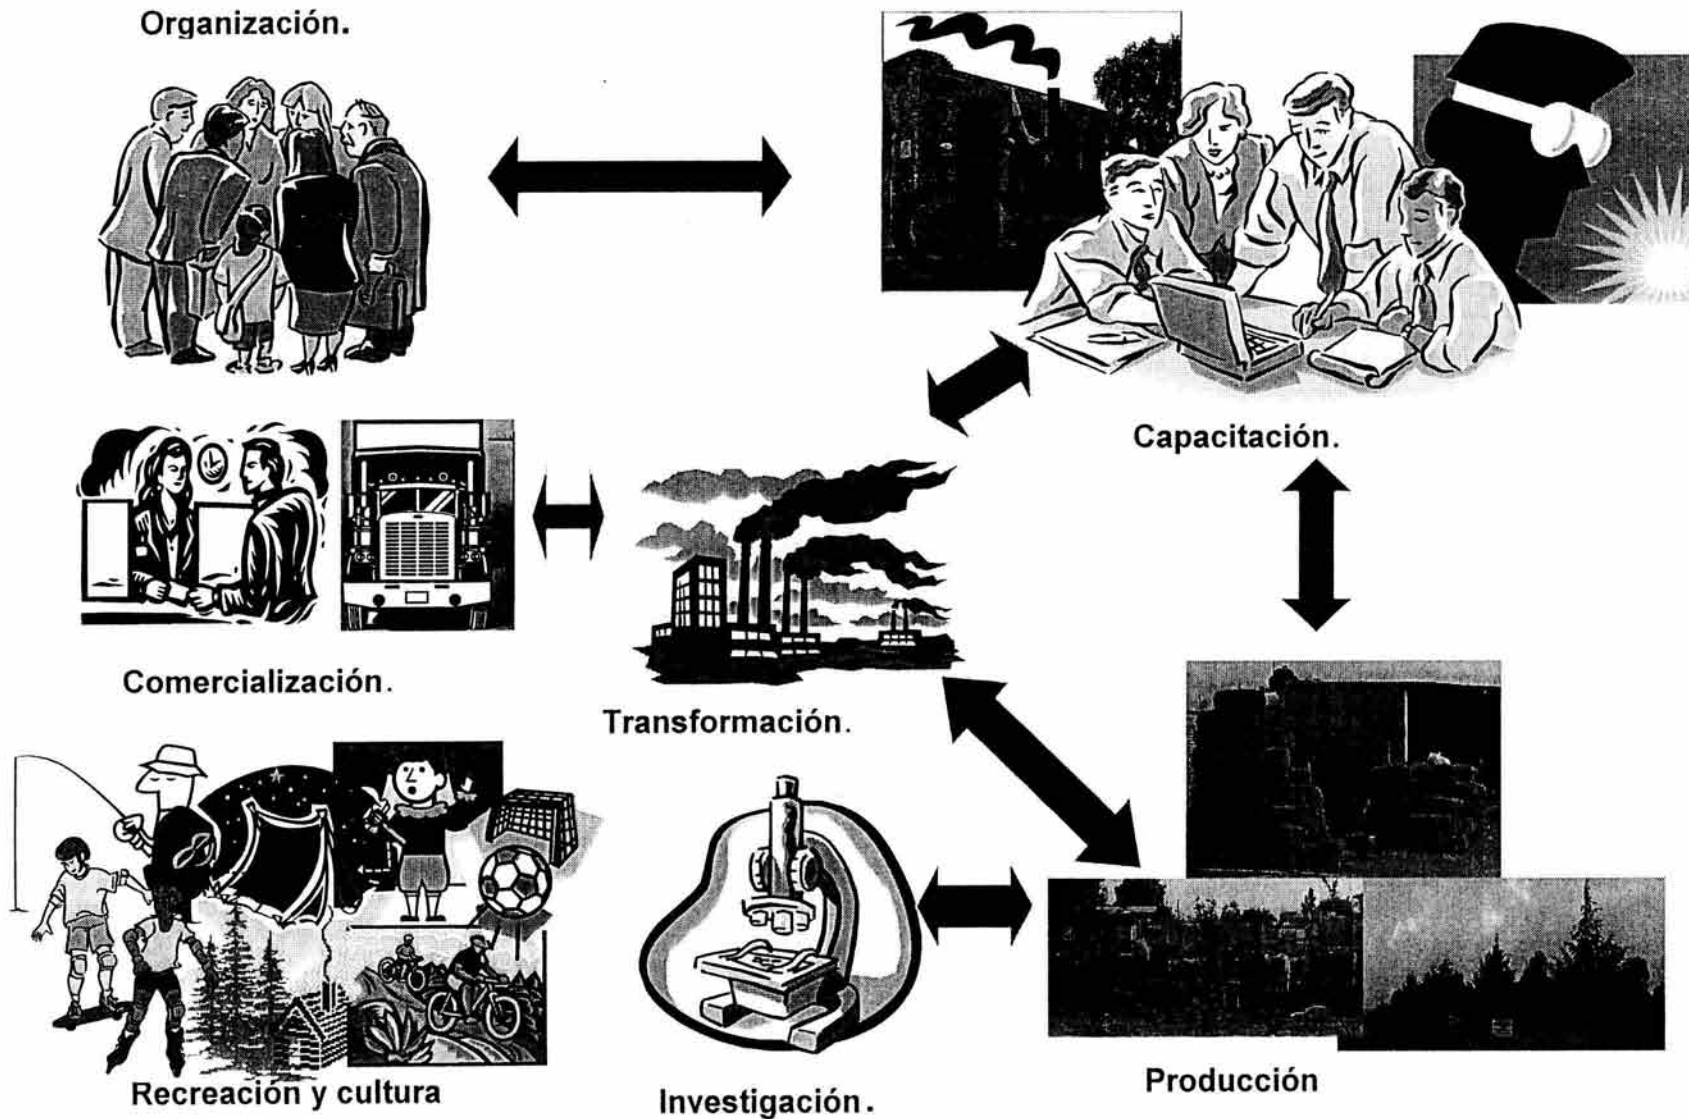 Organización.
Capacitación.
Comercialización.
Transformación.
Recreación y cultura
Investigación.
Producción